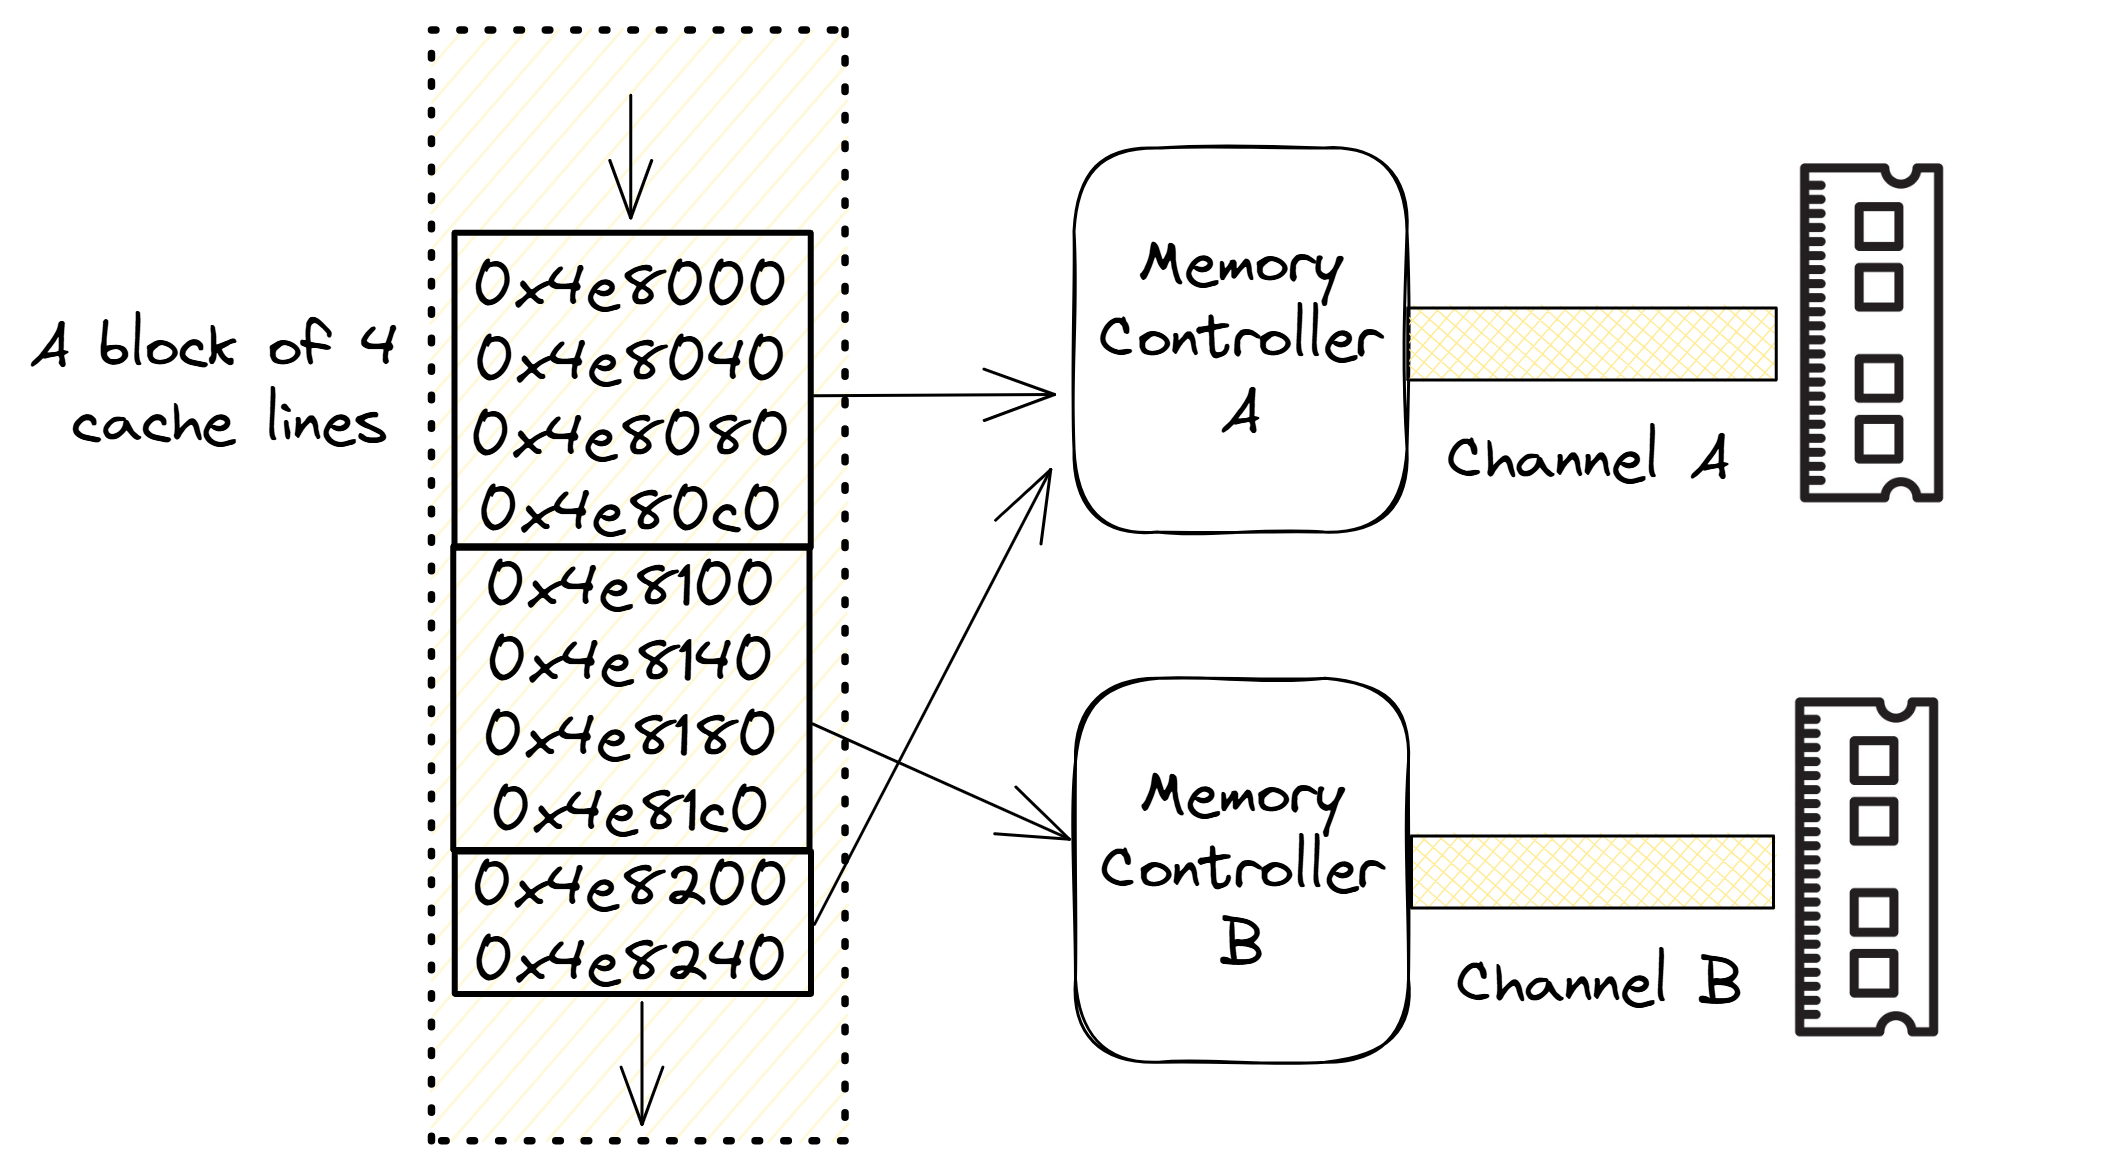 A block of 4
cache lines
0x4e8000
0x4e8040
0x4e8080
0x4e80c0
0x4e8100
0x4e8140
0x4e8180
0x4e81c0
0x4e8200
0x4e8240
Memory
Controller
A
Channel A
Memory
Controller
B
Channel B